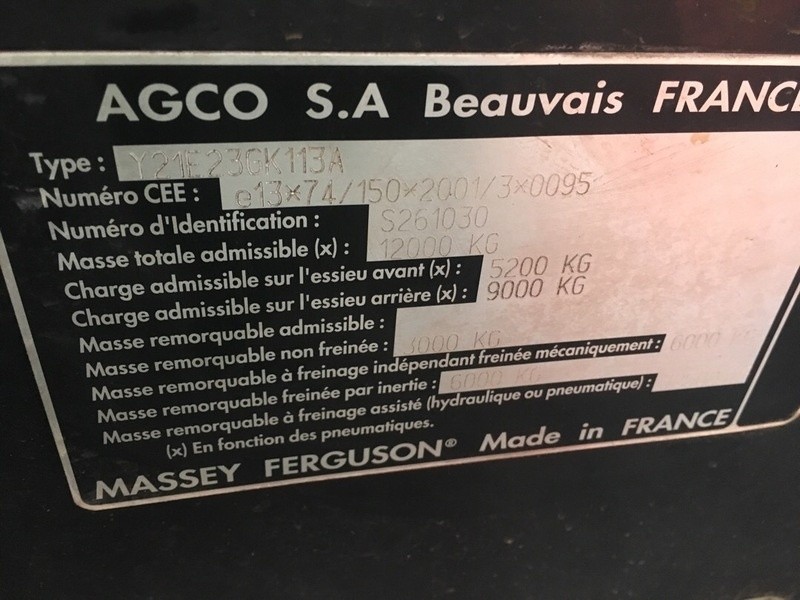 AGCO S.A Beauvais FRANCE
Type : Y21E23GK113A
Numéro CEE : e13*74/150*2001/3*0095
Numéro d'Identification : S261030
Masse totale admissible (x) : 12000 KG
Charge admissible sur l'essieu avant (x) : 5200 KG
Charge admissible sur l'essieu arrière (x) : 9000 KG
Masse remorquable admissible :
Masse remorquable non freinée : 3000 KG
Masse remorquable à freinage indépendant freinée mécaniquement : 6000 KG
Masse remorquable freinée par inertie : 6000 KG
Masse remorquable à freinage assisté (hydraulique ou pneumatique) :
(x) En fonction des pneumatiques.
MASSEY FERGUSON® Made in FRANCE